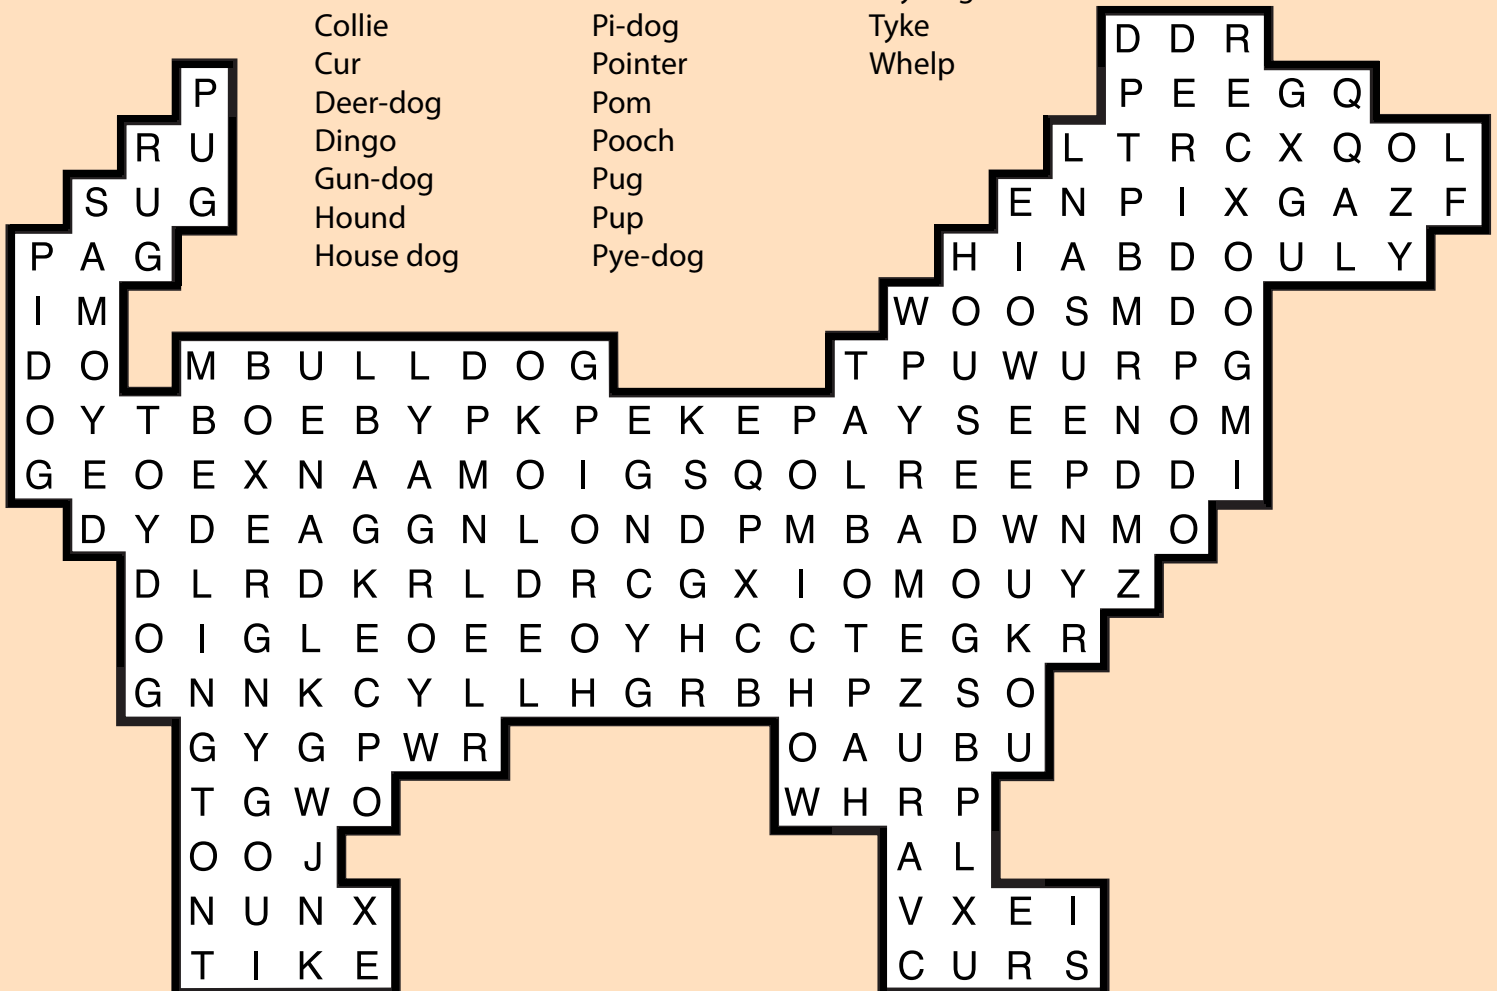 Collie Pi-dog Tyke
Cur Pointer Whelp
Deer-dog Pom
Dingo Pooch
Gun-dog Pug
Hound Pup
House dog Pye-dog
D D R
P P E E G Q
R U L T R C X Q O L
S U G E N P I X G A Z F
P A G H I A B D O U L Y
I M W O O S M D O
D O M B U L L D O G T P U W U R P G
O Y T B O E B Y P K P E K E P A Y S E E N O M
G E O E X N A A M O I G S Q O L R E E P D D I
D Y D E A G G N L O N D P M B A D W N M O
D L R D K R L D R C G X I O M O U Y Z
O I G L E O E E O Y H C C T E G K R
G N N K C Y L L H G R B H P Z S O
G Y G P W R O A U B U
T G W O W H R P
O O J A L
N U N X V X E I
T I K E C U R S